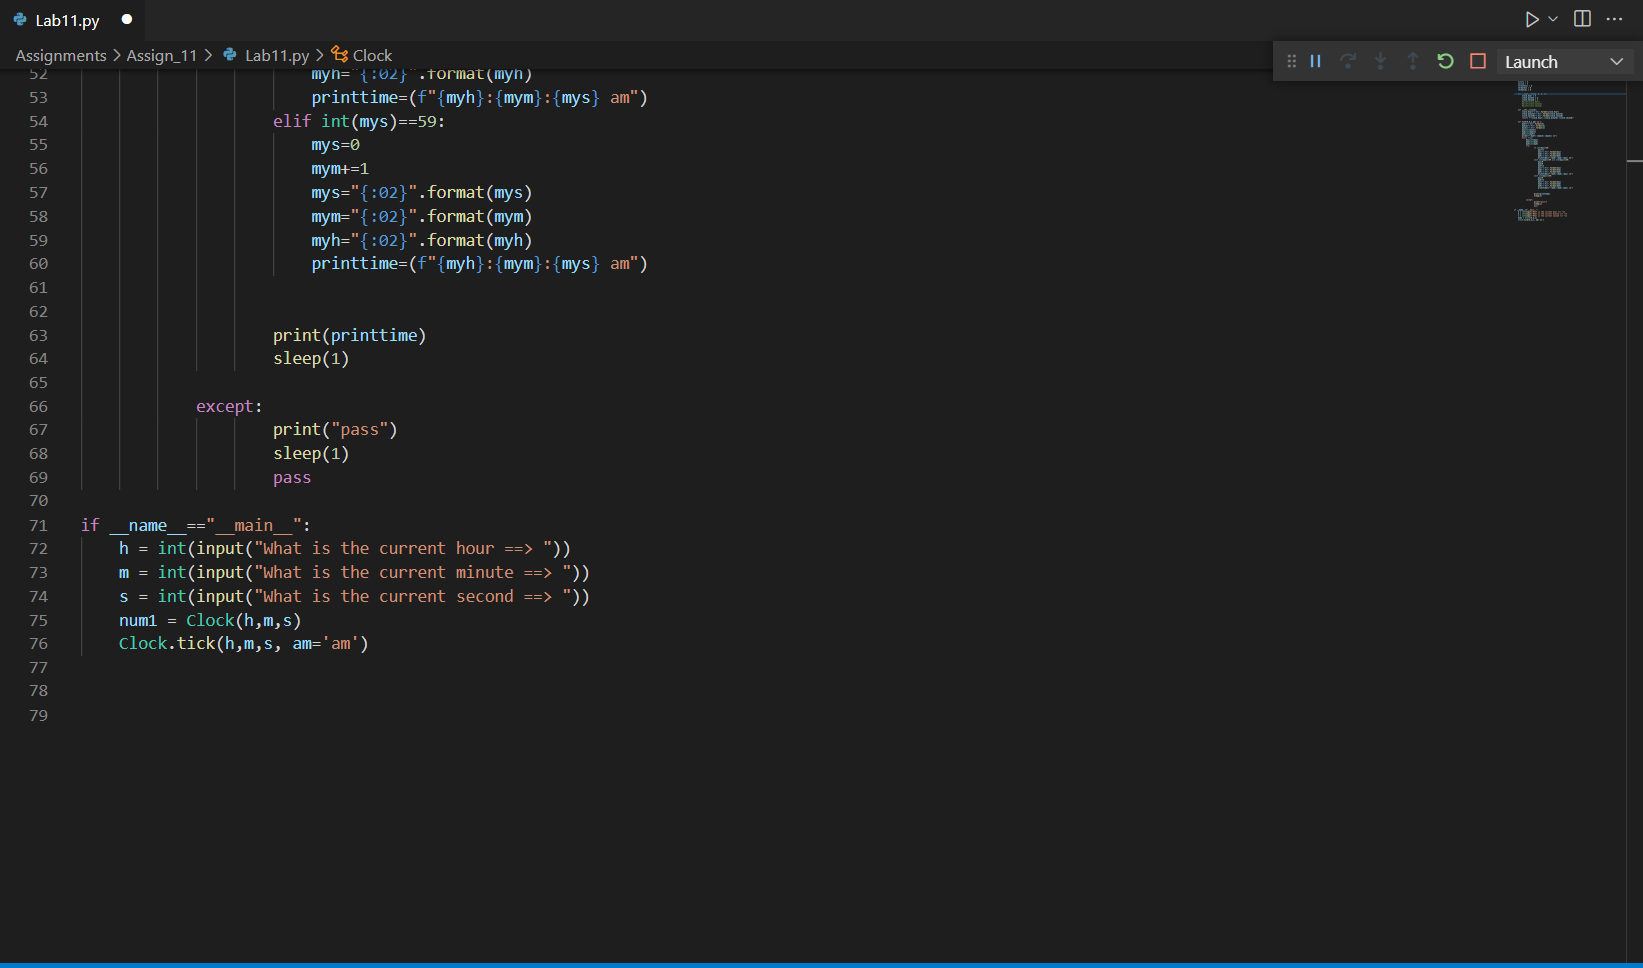 Lab11.py
Assignments > Assign_11 > Lab11.py > Clock
Launch
52 myh="{:02}".format(myh)
53 printtime=(f"{myh}:{mym}:{mys} am")
54 elif int(mys)==59:
55 mys=0
56 mym+=1
57 mys="{:02}".format(mys)
58 mym="{:02}".format(mym)
59 myh="{:02}".format(myh)
60 printtime=(f"{myh}:{mym}:{mys} am")
61
62
63 print(printtime)
64 sleep(1)
65
66 except:
67 print("pass")
68 sleep(1)
69 pass
70
71 if __name__=="__main__":
72 h = int(input("What is the current hour ==> "))
73 m = int(input("What is the current minute ==> "))
74 s = int(input("What is the current second ==> "))
75 num1 = Clock(h,m,s)
76 Clock.tick(h,m,s, am='am')
77
78
79